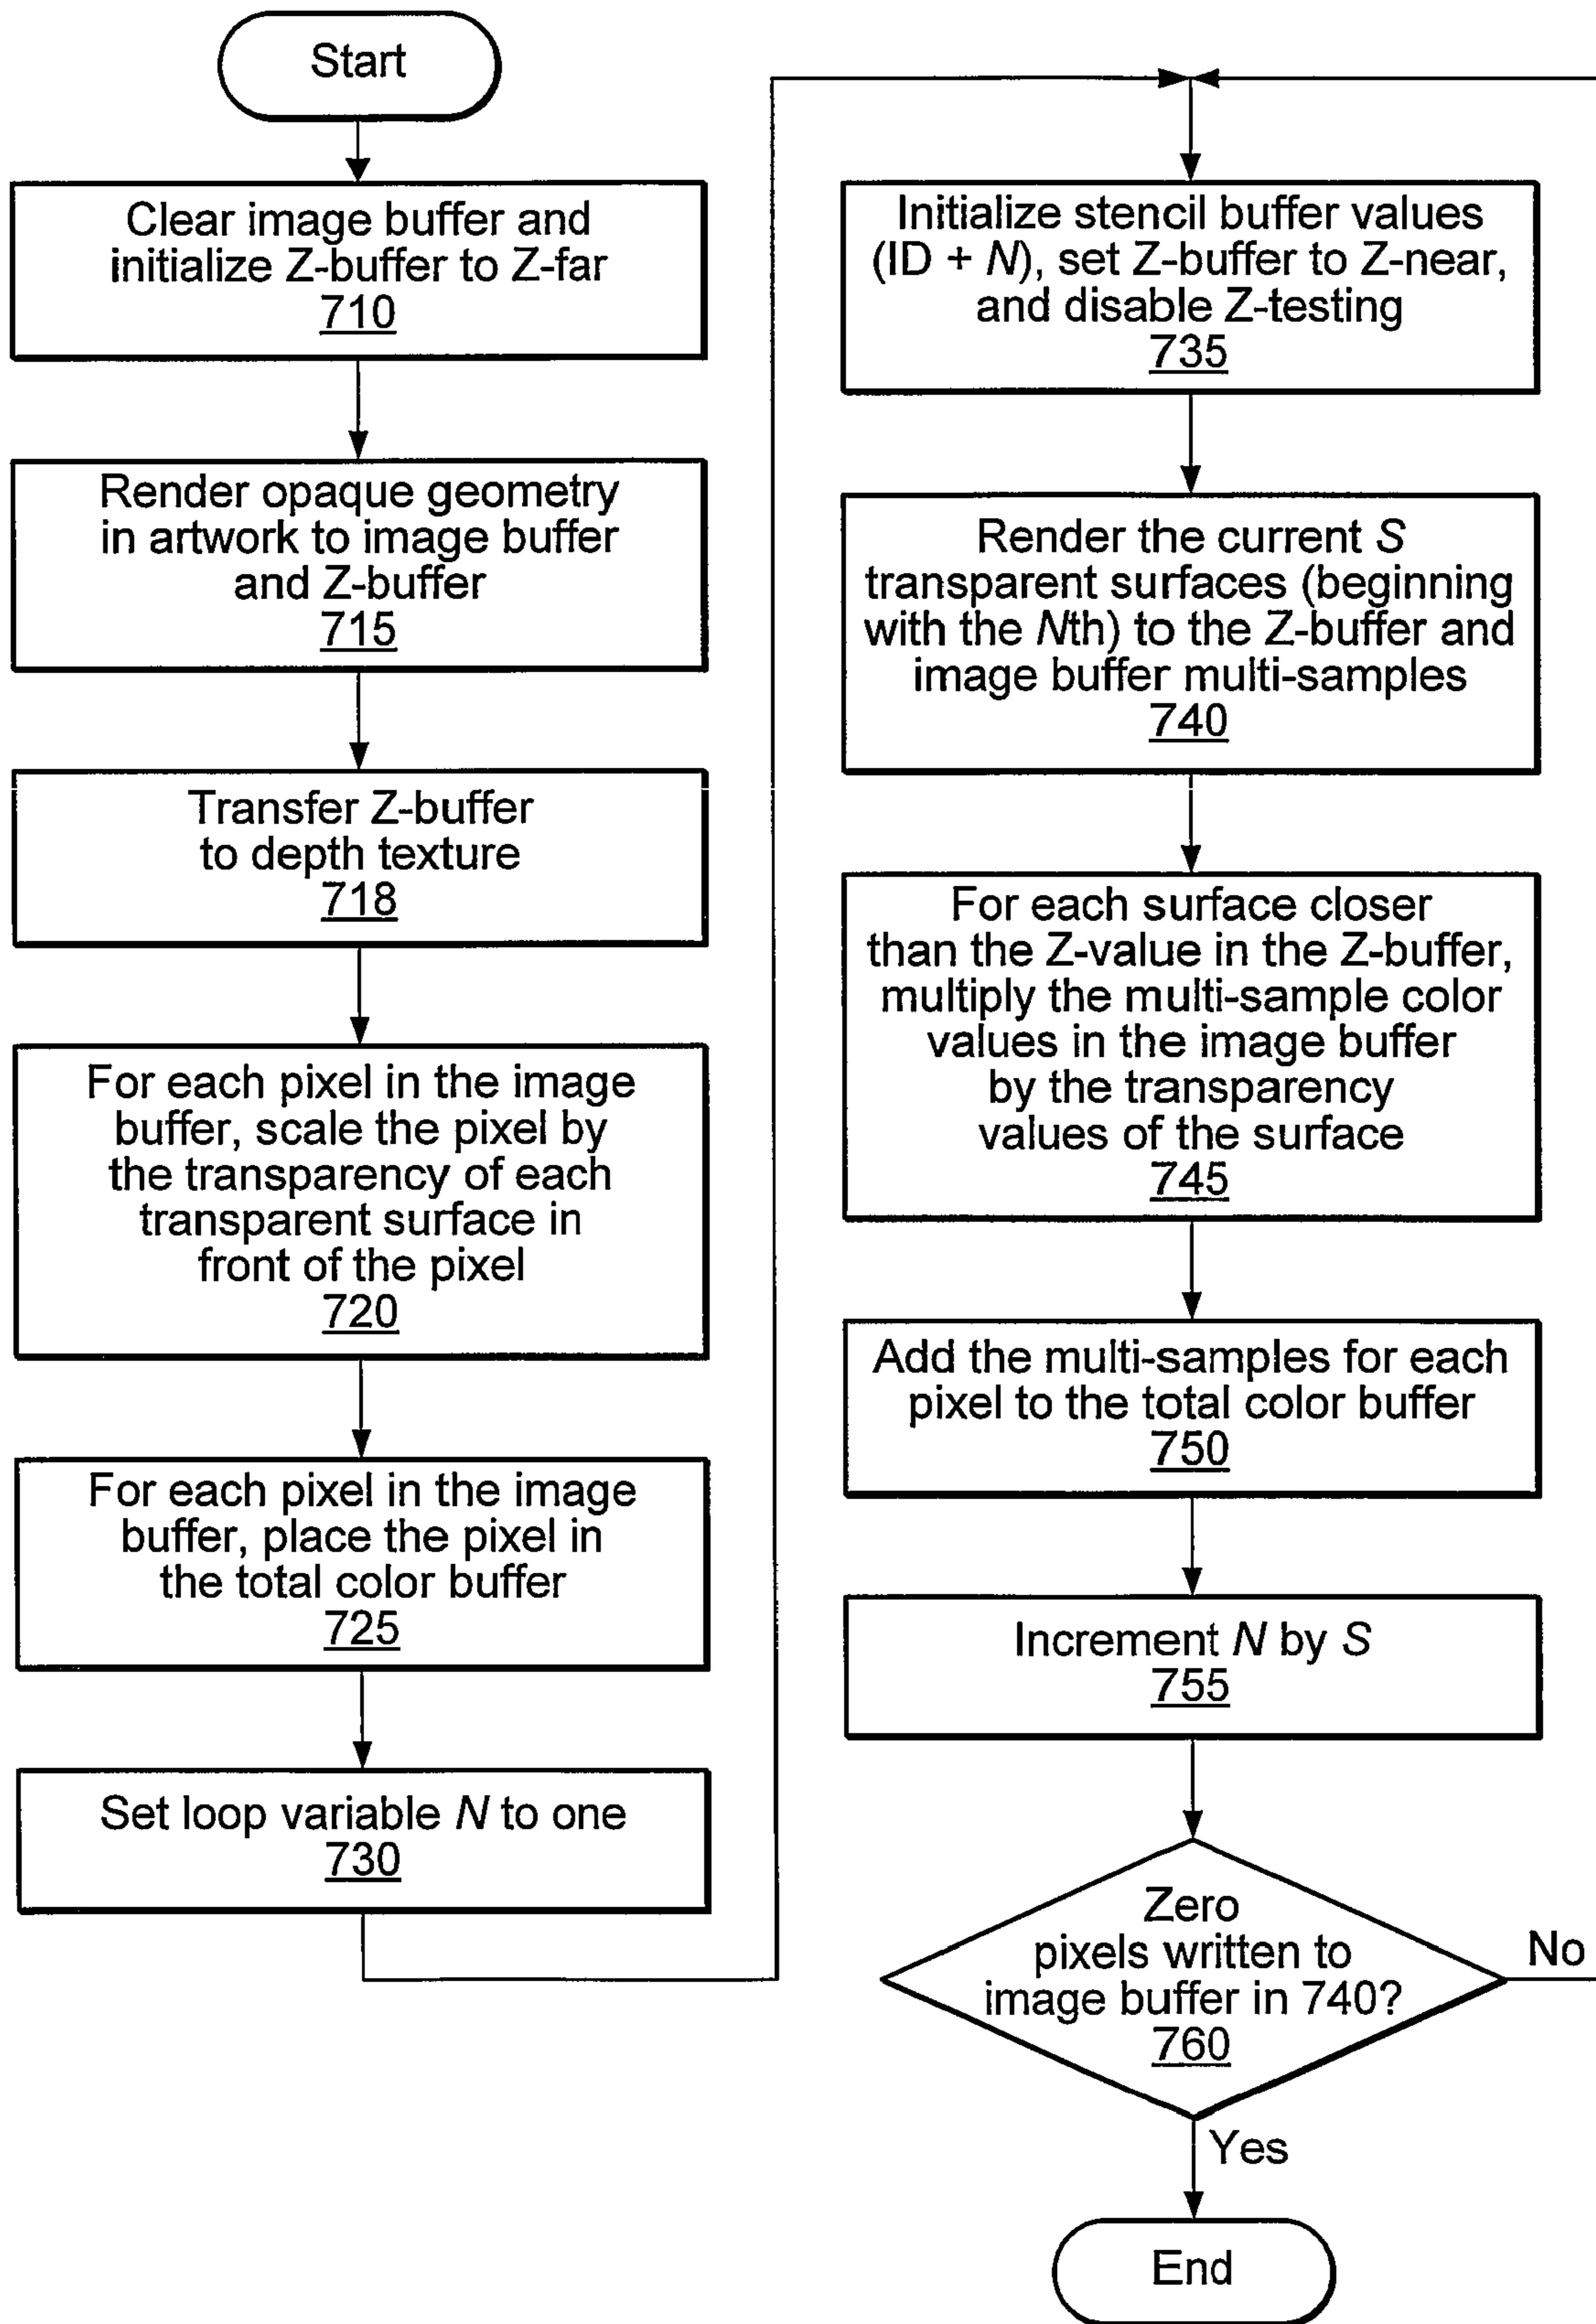 Start
Clear image buffer and
initialize Z-buffer to Z-far
710
Render opaque geometry
in artwork to image buffer
and Z-buffer
715
Transfer Z-buffer
to depth texture
718
For each pixel in the image
buffer, scale the pixel by
the transparency of each
transparent surface in
front of the pixel
720
For each pixel in the image
buffer, place the pixel in
the total color buffer
725
Set loop variable N to one
730
Initialize stencil buffer values
(ID + N), set Z-buffer to Z-near,
and disable Z-testing
735
Render the current S
transparent surfaces (beginning
with the Nth) to the Z-buffer and
image buffer multi-samples
740
For each surface closer
than the Z-value in the Z-buffer,
multiply the multi-sample color
values in the image buffer
by the transparency
values of the surface
745
Add the multi-samples for each
pixel to the total color buffer
750
Increment N by S
755
Zero
pixels written to
image buffer in 740?
760
No
Yes
End